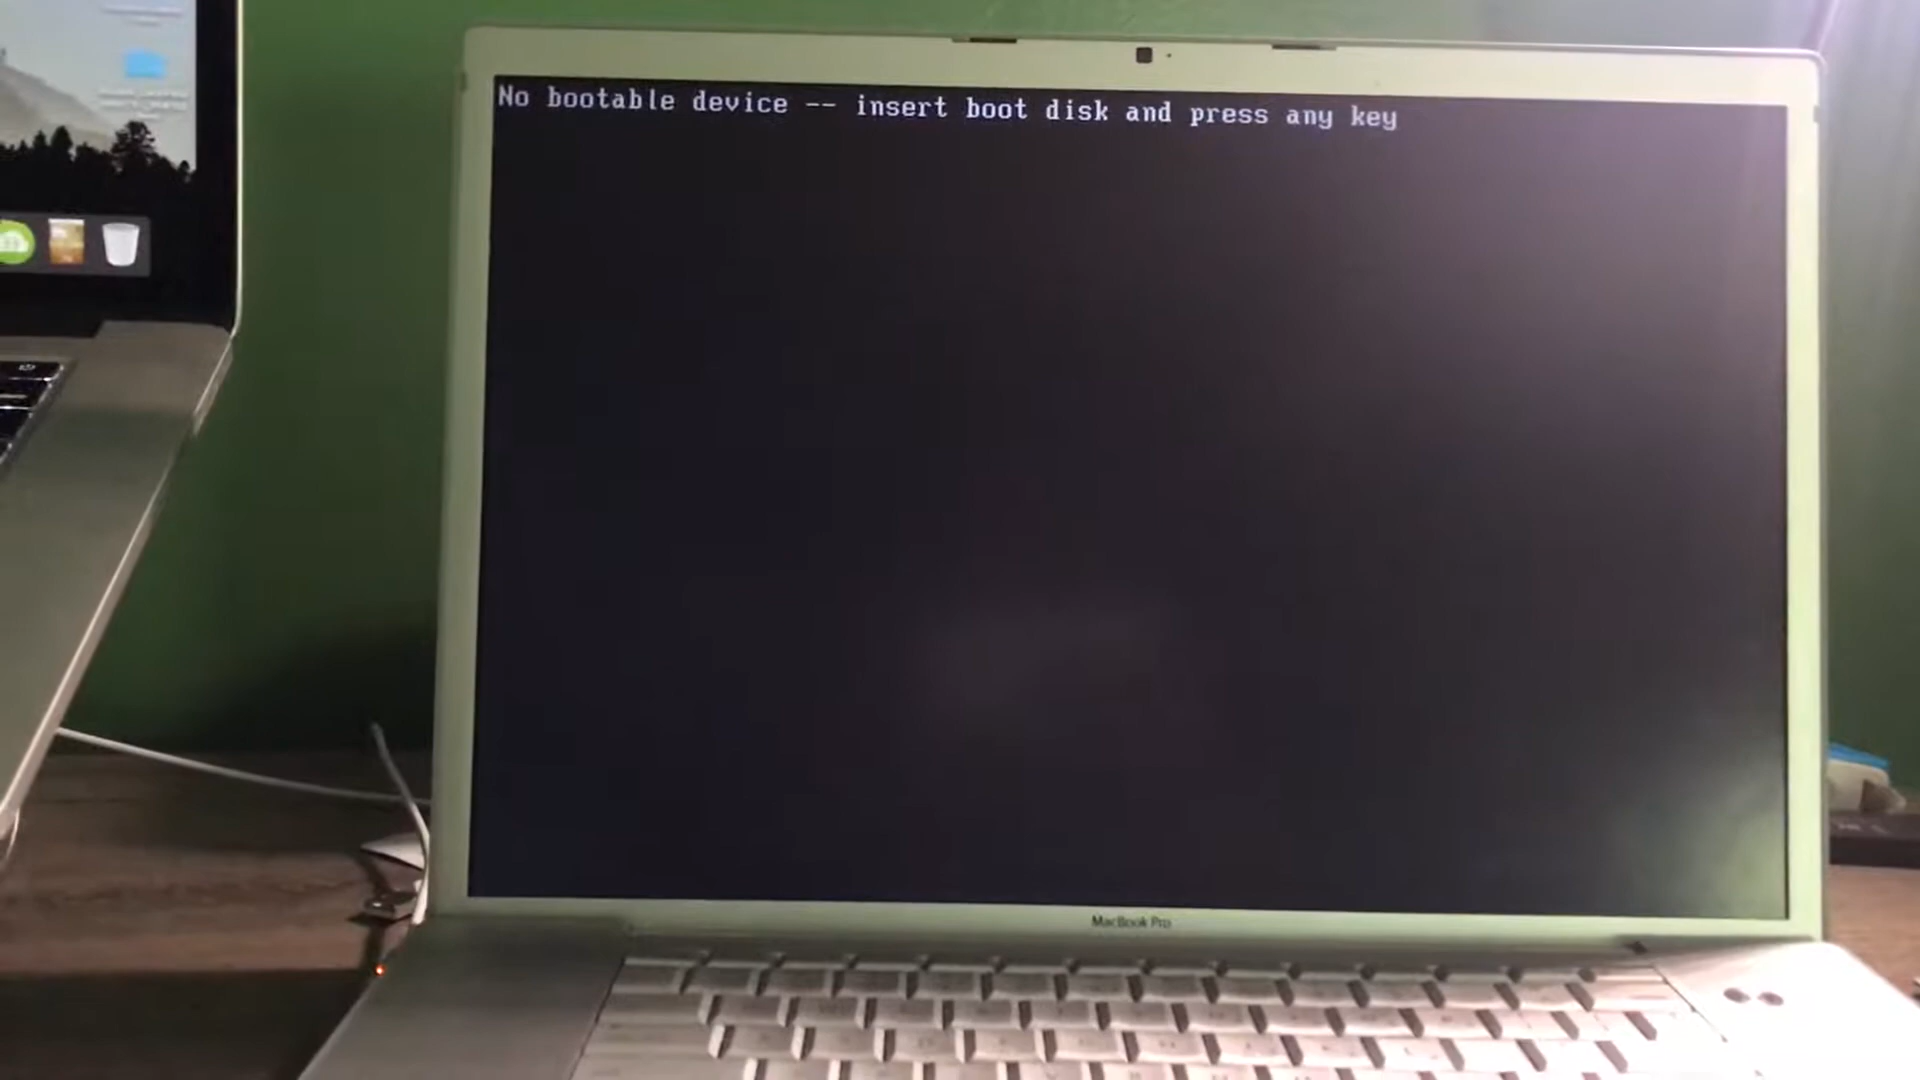 No bootable device -- insert boot disk and press any key
MacBook Pro